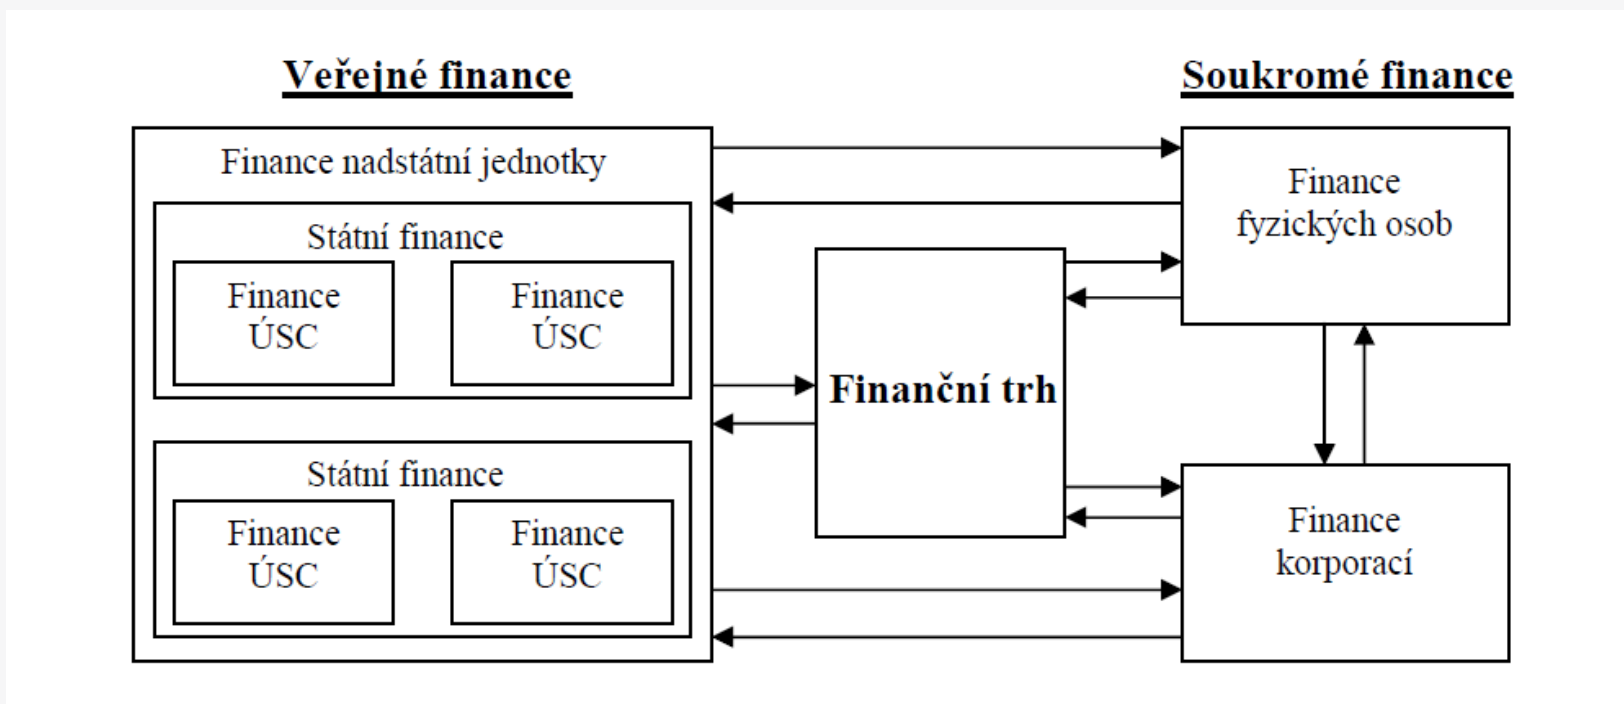 Veřejné finance
Soukromé finance
Finance nadstátní jednotky
Státní finance
Finance
ÚSC
Finance
ÚSC
Státní finance
Finance
ÚSC
Finance
ÚSC
Finanční trh
Finance
fyzických osob
Finance
korporací